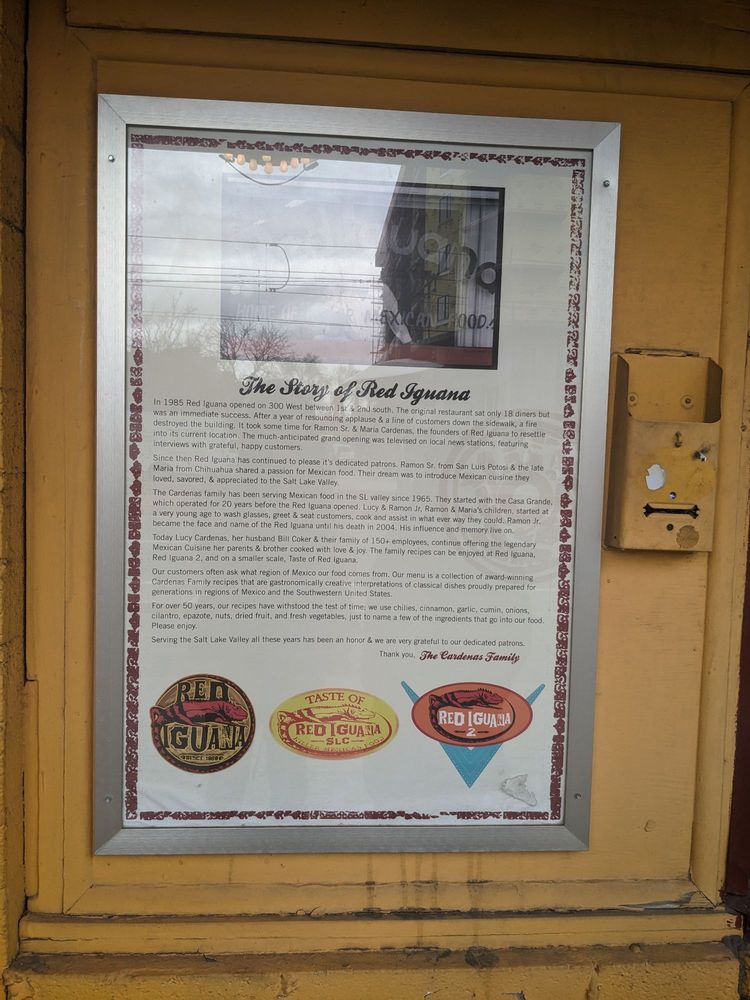 EXICAN FOOD.
The Story of Red Iguana
In 1985 Red Iguana opened on 300 West between 1st & 2nd south. The original restaurant sat only 18 diners but
was an immediate success. After a year of resounding applause & a line of customers down the sidewalk, a fire
destroyed the building. It took some time for Ramon Sr. & Maria Cardenas, the founders of Red Iguana to resettle
into its current location. The much-anticipated grand opening was televised on local news stations, featuring
interviews with grateful, happy customers.
Since then Red Iguana has continued to please it's dedicated patrons. Ramon Sr. from San Luis Potosi & the late
Maria from Chihuahua shared a passion for Mexican food. Their dream was to introduce Mexican cuisine they
loved, savored, & appreciated to the Salt Lake Valley.
The Cardenas family has been serving Mexican food in the SL valley since 1965. They started with the Casa Grande,
which operated for 20 years before the Red Iguana opened. Lucy & Ramon Jr, Ramon & Maria's children, started at
a very young age to wash glasses, greet & seat customers, cook and assist in what ever way they could. Ramon Jr.
became the face and name of the Red Iguana until his death in 2004. His influence and memory live on.
Today Lucy Cardenas, her husband Bill Coker & their family of 150+ employees, continue offering the legendary
Mexican Cuisine her parents & brother cooked with love & joy. The family recipes can be enjoyed at Red Iguana,
Red Iguana 2, and on a smaller scale, Taste of Red Iguana.
Our customers often ask what region of Mexico our food comes from. Our menu is a collection of award-winning
Cardenas Family recipes that are gastronomically creative interpretations of classical dishes proudly prepared for
generations in regions of Mexico and the Southwestern United States.
For over 50 years, our recipes have withstood the test of time; we use chilies, cinnamon, garlic, cumin, onions,
cilantro, epazote, nuts, dried fruit, and fresh vegetables, just to name a few of the ingredients that go into our food.
Please enjoy.
Serving the Salt Lake Valley all these years has been an honor & we are very grateful to our dedicated patrons.
Thank you, The Cardenas Family
RED
IGUANA
TASTE OF
RED IGUANA
SLC
RED IGUANA
2